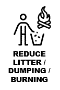 REDUCE
LITTER /
DUMPING /
BURNING